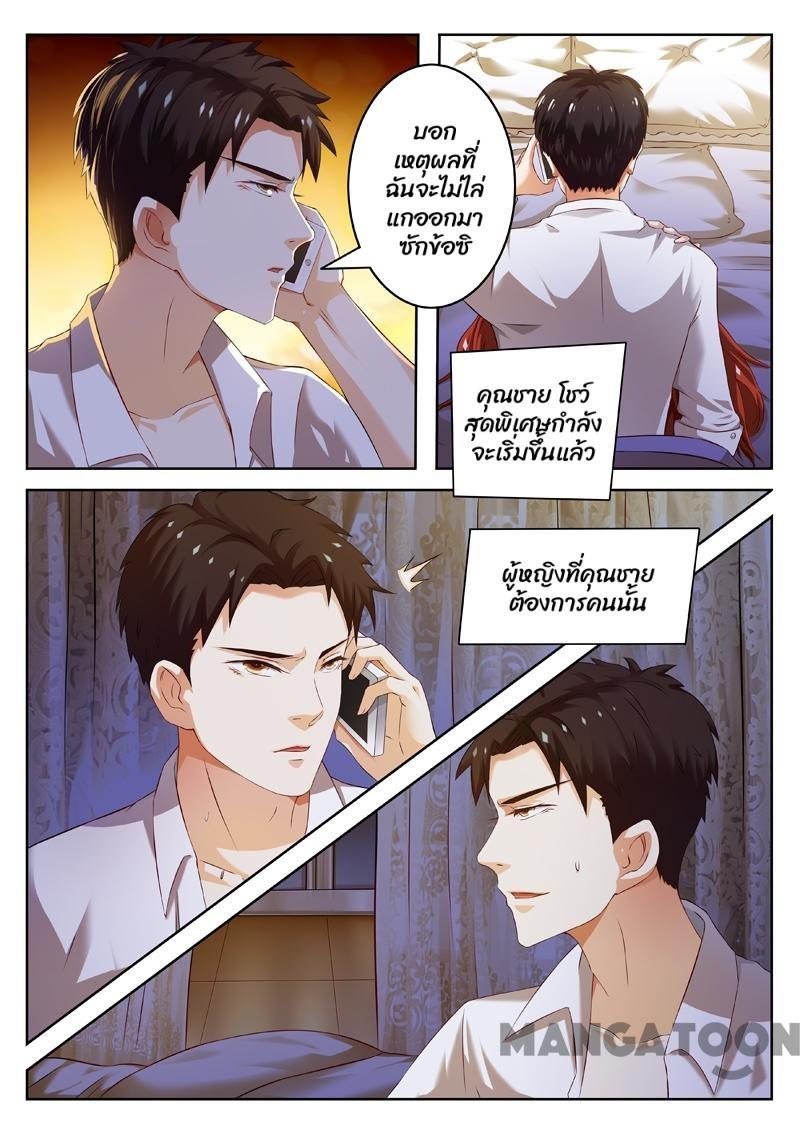 บอก
เหตุผลที่
ฉันจะไม่ไล่
แกออกมา
ซักข้อซิ
คุณชาย โชว์
สุดพิเศษกำลัง
จะเริ่มขึ้นแล้ว
ผู้หญิงที่คุณชาย
ต้องการคนนั้น
MANGATOON